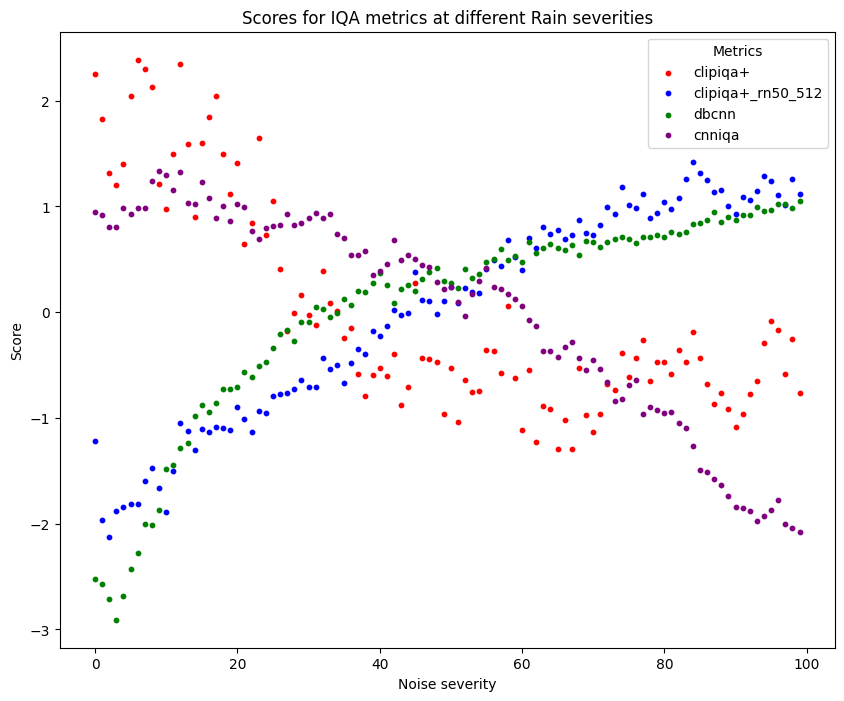 Scores for IQA metrics at different Rain severities
Metrics
clipiqa+
clipiqa+_rn50_512
dbcnn
cnniqa
Score
2
1
0
−1
−2
−3
0 20 40 60 80 100
Noise severity